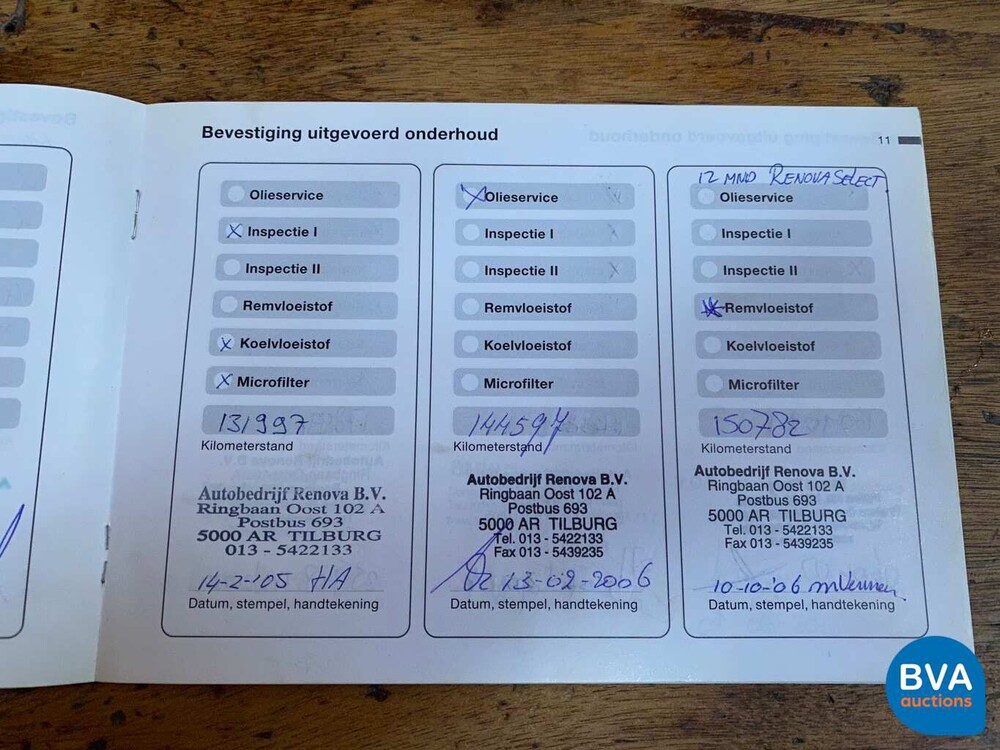 Bevestiging uitgevoerd onderhoud
11
Olieservice
X Inspectie I
Inspectie II
Remvloeistof
X Koelvloeistof
X Microfilter
131997
Kilometerstand
Autobedrijf Renova B.V.
Ringbaan Oost 102 A
Postbus 693
5000 AR TILBURG
013 - 5422133
14-2-'05 HA
Datum, stempel, handtekening
X Olieservice
Inspectie I
Inspectie II
Remvloeistof
Koelvloeistof
Microfilter
144597
Kilometerstand
Autobedrijf Renova B.V.
Ringbaan Oost 102 A
Postbus 693
5000 AR TILBURG
Tel. 013 - 5422133
Fax 013 - 5439235
13-02-2006
Datum, stempel, handtekening
12 MND RENOVA SELECT
Olieservice
Inspectie I
Inspectie II
X Remvloeistof
Koelvloeistof
Microfilter
150782
Kilometerstand
Autobedrijf Renova B.V.
Ringbaan Oost 102 A
Postbus 693
5000 AR TILBURG
Tel. 013 - 5422133
Fax 013 - 5439235
10-10-'06
Datum, stempel, handtekening
BVA
auctions